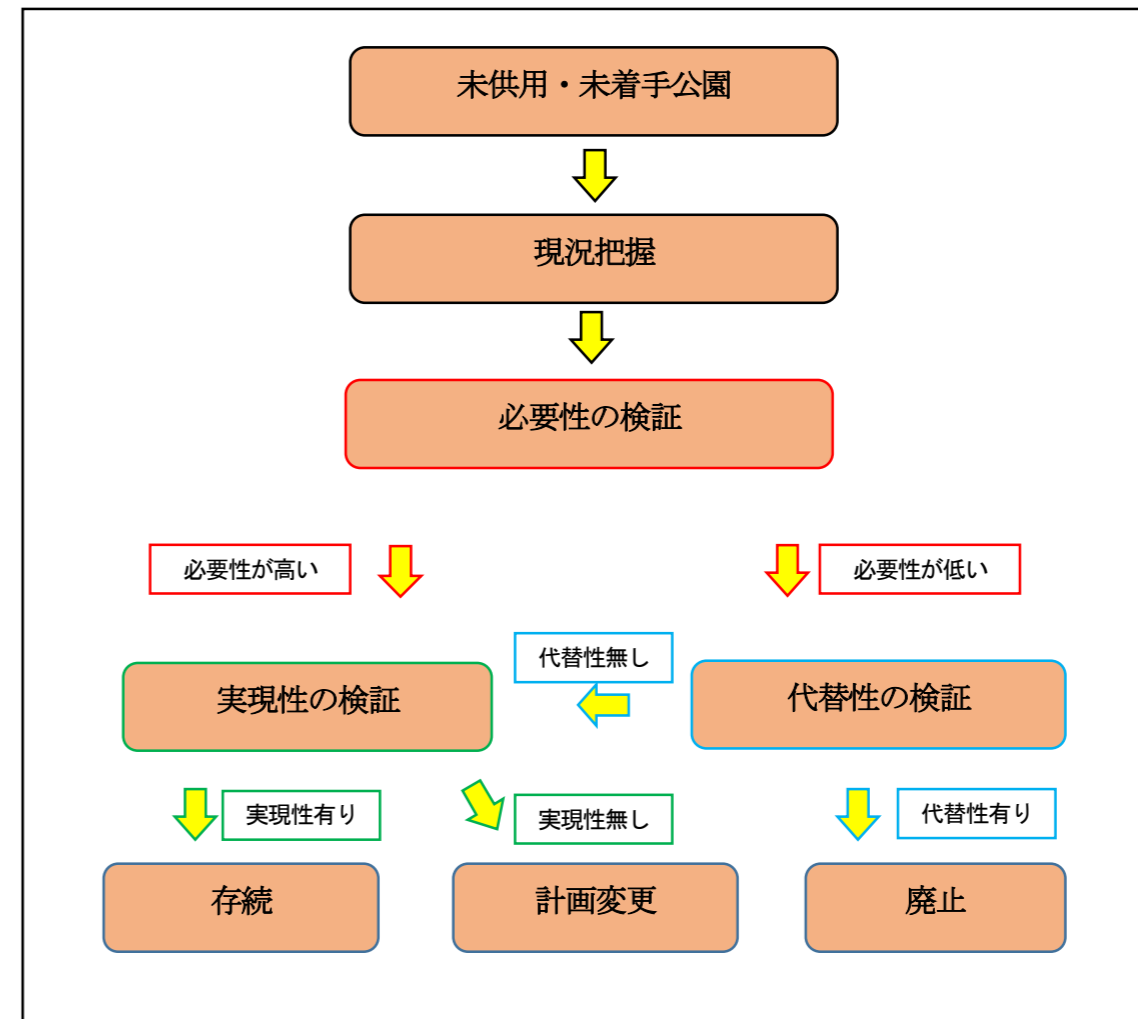 未供用・未着手公園
現況把握
必要性の検証
必要性が高い
必要性が低い
代替性無し
実現性の検証
代替性の検証
実現性有り
実現性無し
代替性有り
存続
計画変更
廃止